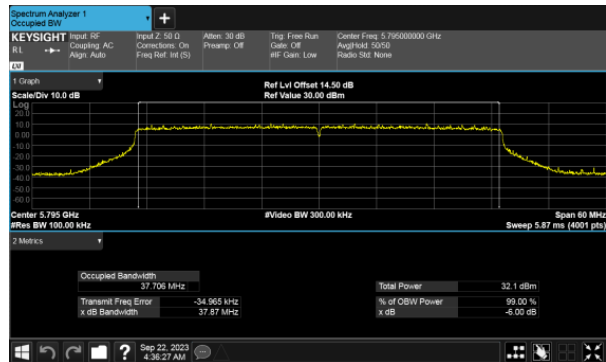 Spectrum Analyzer 1
Occupied BW
KEYSIGHT
RL
Input: RF
Coupling: AC
Align: Auto
Input Z: 50 Ω
Corrections: On
Freq Ref: Int (S)
Atten: 30 dB
Preamp: Off
Trig: Free Run
Gate: Off
#IF Gain: Low
Center Freq: 5.795000000 GHz
Avg|Hold: 50/50
Radio Std: None
1 Graph
Scale/Div 10.0 dB
Ref Lvl Offset 14.50 dB
Ref Value 30.00 dBm
Log
20.0
10.0
0.00
-10.0
-20.0
-30.0
-40.0
-50.0
-60.0
Center 5.795 GHz
#Video BW 300.00 kHz
Span 60 MHz
#Res BW 100.00 kHz
Sweep 5.87 ms (4001 pts)
2 Metrics
Occupied Bandwidth
37.706 MHz
Total Power 32.1 dBm
Transmit Freq Error -34.965 kHz
% of OBW Power 99.00 %
x dB Bandwidth 37.87 MHz
x dB -6.00 dB
?
Sep 22, 2023
4:36:27 AM